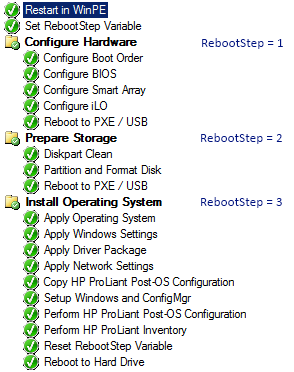 Restart in WinPE
Set RebootStep Variable
Configure Hardware RebootStep = 1
Configure Boot Order
Configure BIOS
Configure Smart Array
Configure iLO
Reboot to PXE / USB
Prepare Storage RebootStep = 2
Diskpart Clean
Partition and Format Disk
Reboot to PXE / USB
Install Operating System RebootStep = 3
Apply Operating System
Apply Windows Settings
Apply Driver Package
Apply Network Settings
Copy HP ProLiant Post-OS Configuration
Setup Windows and ConfigMgr
Perform HP ProLiant Post-OS Configuration
Perform HP ProLiant Inventory
Reset RebootStep Variable
Reboot to Hard Drive